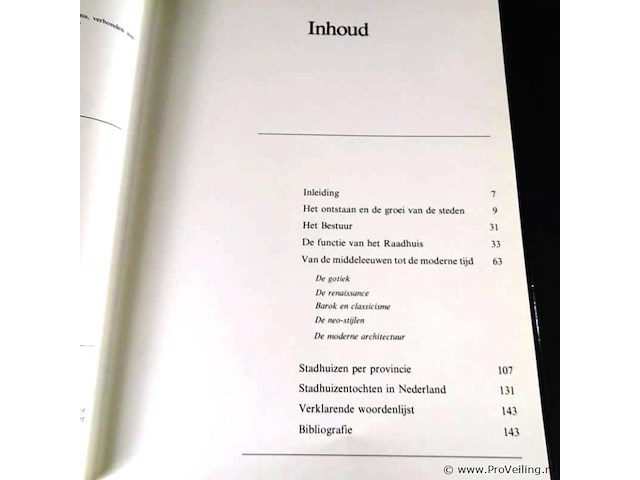 verbonden aan
Inhoud
Inleiding 7
Het ontstaan en de groei van de steden 9
Het Bestuur 31
De functie van het Raadhuis 33
Van de middeleeuwen tot de moderne tijd 63
De gotiek
De renaissance
Barok en classicisme
De neo-stijlen
De moderne architectuur
Stadhuizen per provincie 107
Stadhuizentochten in Nederland 131
Verklarende woordenlijst 143
Bibliografie 143
© www.ProVeiling.n